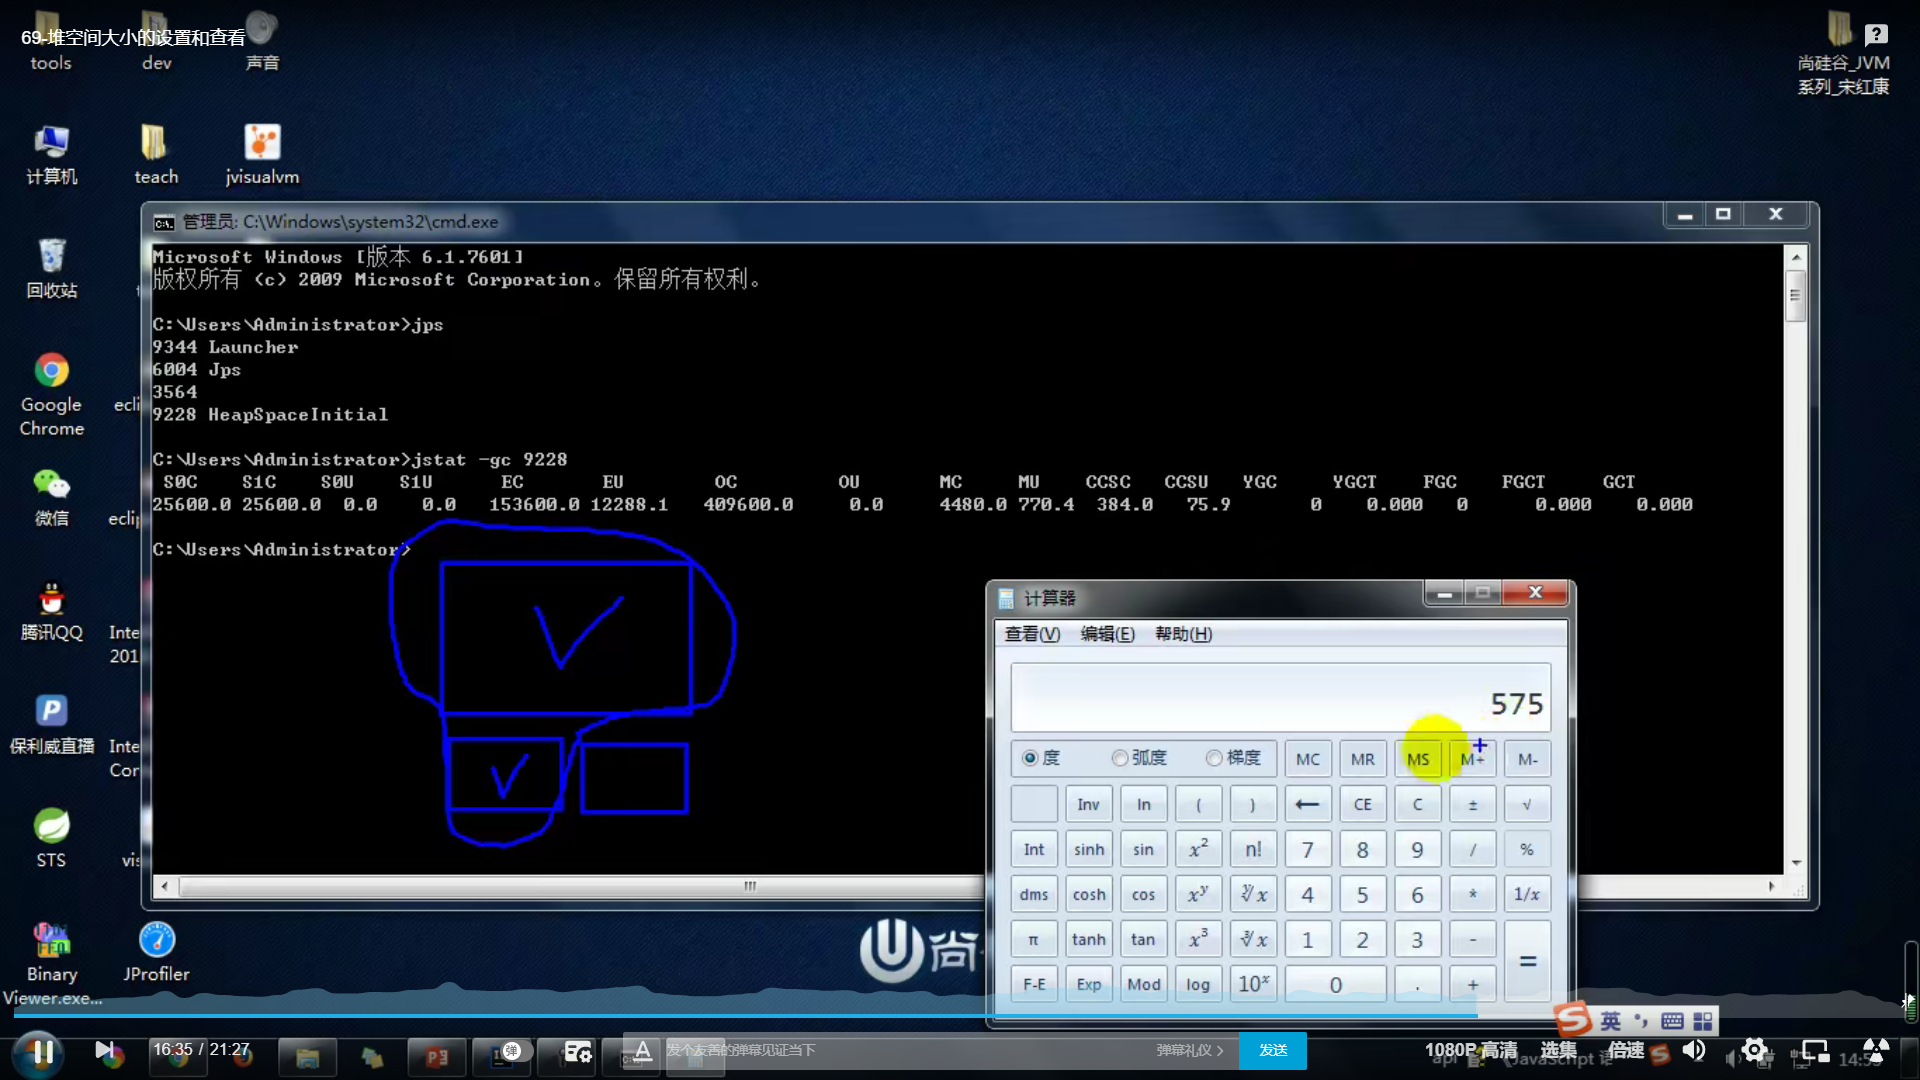 69-堆空间大小的设置和查看
tools
dev
声音
尚硅谷_JVM
系列_宋红康
计算机
teach
jvisualvm
管理员: C:\Windows\system32\cmd.exe
Microsoft Windows [版本 6.1.7601]
版权所有 (c) 2009 Microsoft Corporation。保留所有权利。
C:\Users\Administrator>jps
9344 Launcher
6004 Jps
3564
9228 HeapSpaceInitial
C:\Users\Administrator>jstat -gc 9228
S0C S1C S0U S1U EC EU OC OU MC MU CCSC CCSU YGC YGCT FGC FGCT GCT
25600.0 25600.0 0.0 0.0 153600.0 12288.1 409600.0 0.0 4480.0 770.4 384.0 75.9 0 0.000 0 0.000 0.000
C:\Users\Administrator>
回收站
Google
Chrome
ecli
微信
eclip
腾讯QQ
Inte
201
保利威直播
Inte
Cor
STS
vis
Binary
Viewer.exe...
JProfiler
尚
计算器
查看(V) 编辑(E) 帮助(H)
575
度 弧度 梯度 MC MR MS M+ M-
Inv ln ( ) ← CE C ± √
Int sinh sin x² n! 7 8 9 / %
dms cosh cos xʸ ʸ√x 4 5 6 * 1/x
π tanh tan x³ ³√x 1 2 3 - =
F-E Exp Mod log 10ˣ 0 . +
英
16:35 / 21:27
弹
发个友善的弹幕见证当下
弹幕礼仪 >
发送
1080P 高清
选集
倍速
JavaScript